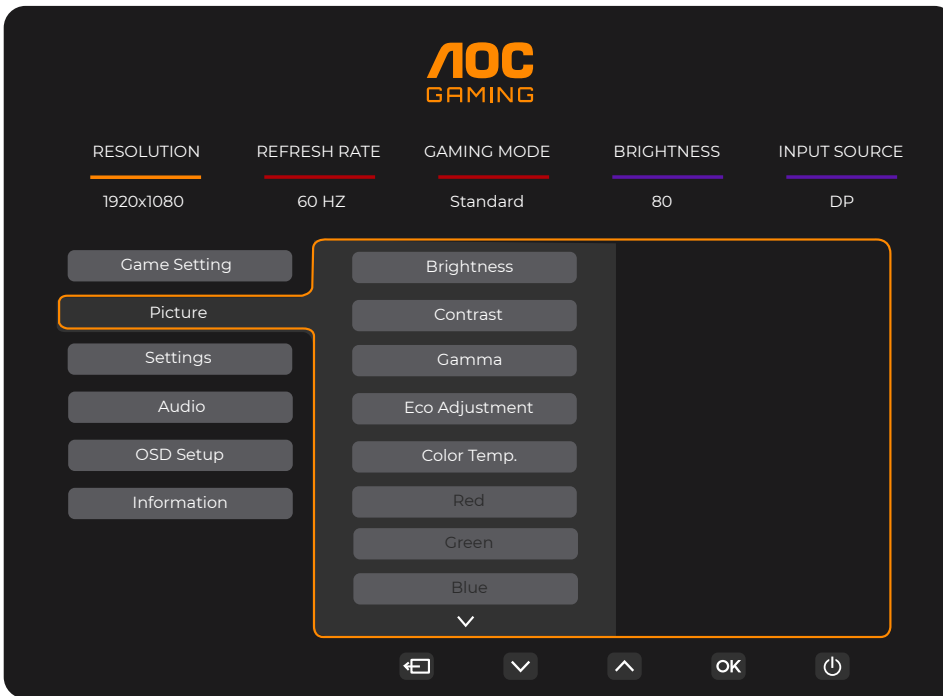 AOC
GAMING
RESOLUTION REFRESH RATE GAMING MODE BRIGHTNESS INPUT SOURCE
1920x1080 60 HZ Standard 80 DP
Game Setting
Picture
Settings
Audio
OSD Setup
Information
Brightness
Contrast
Gamma
Eco Adjustment
Color Temp.
Red
Green
Blue
OK